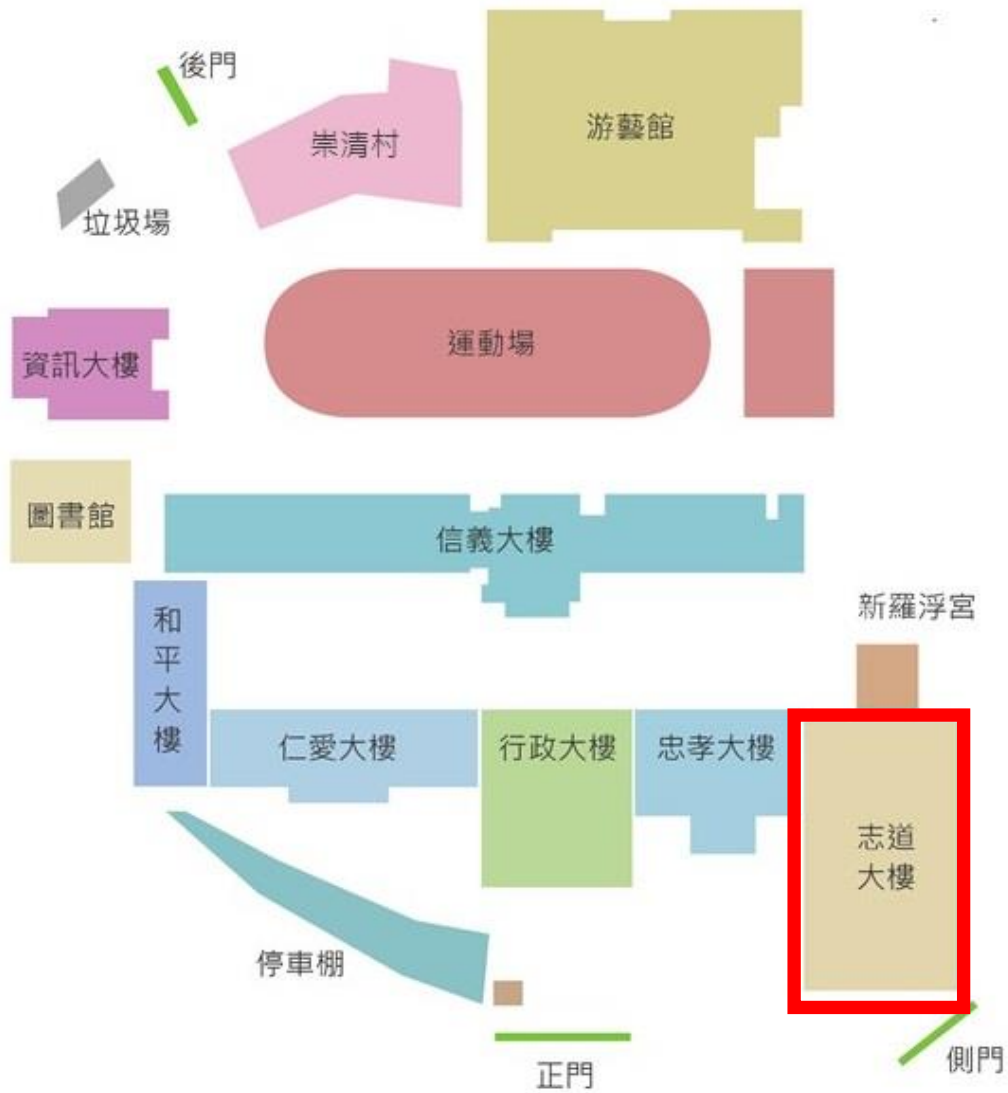 後門
崇清村
游藝館
垃圾場
運動場
資訊大樓
圖書館
信義大樓
新羅浮宮
和
平
大
樓
仁愛大樓
行政大樓
忠孝大樓
志道
大樓
停車棚
正門
側門